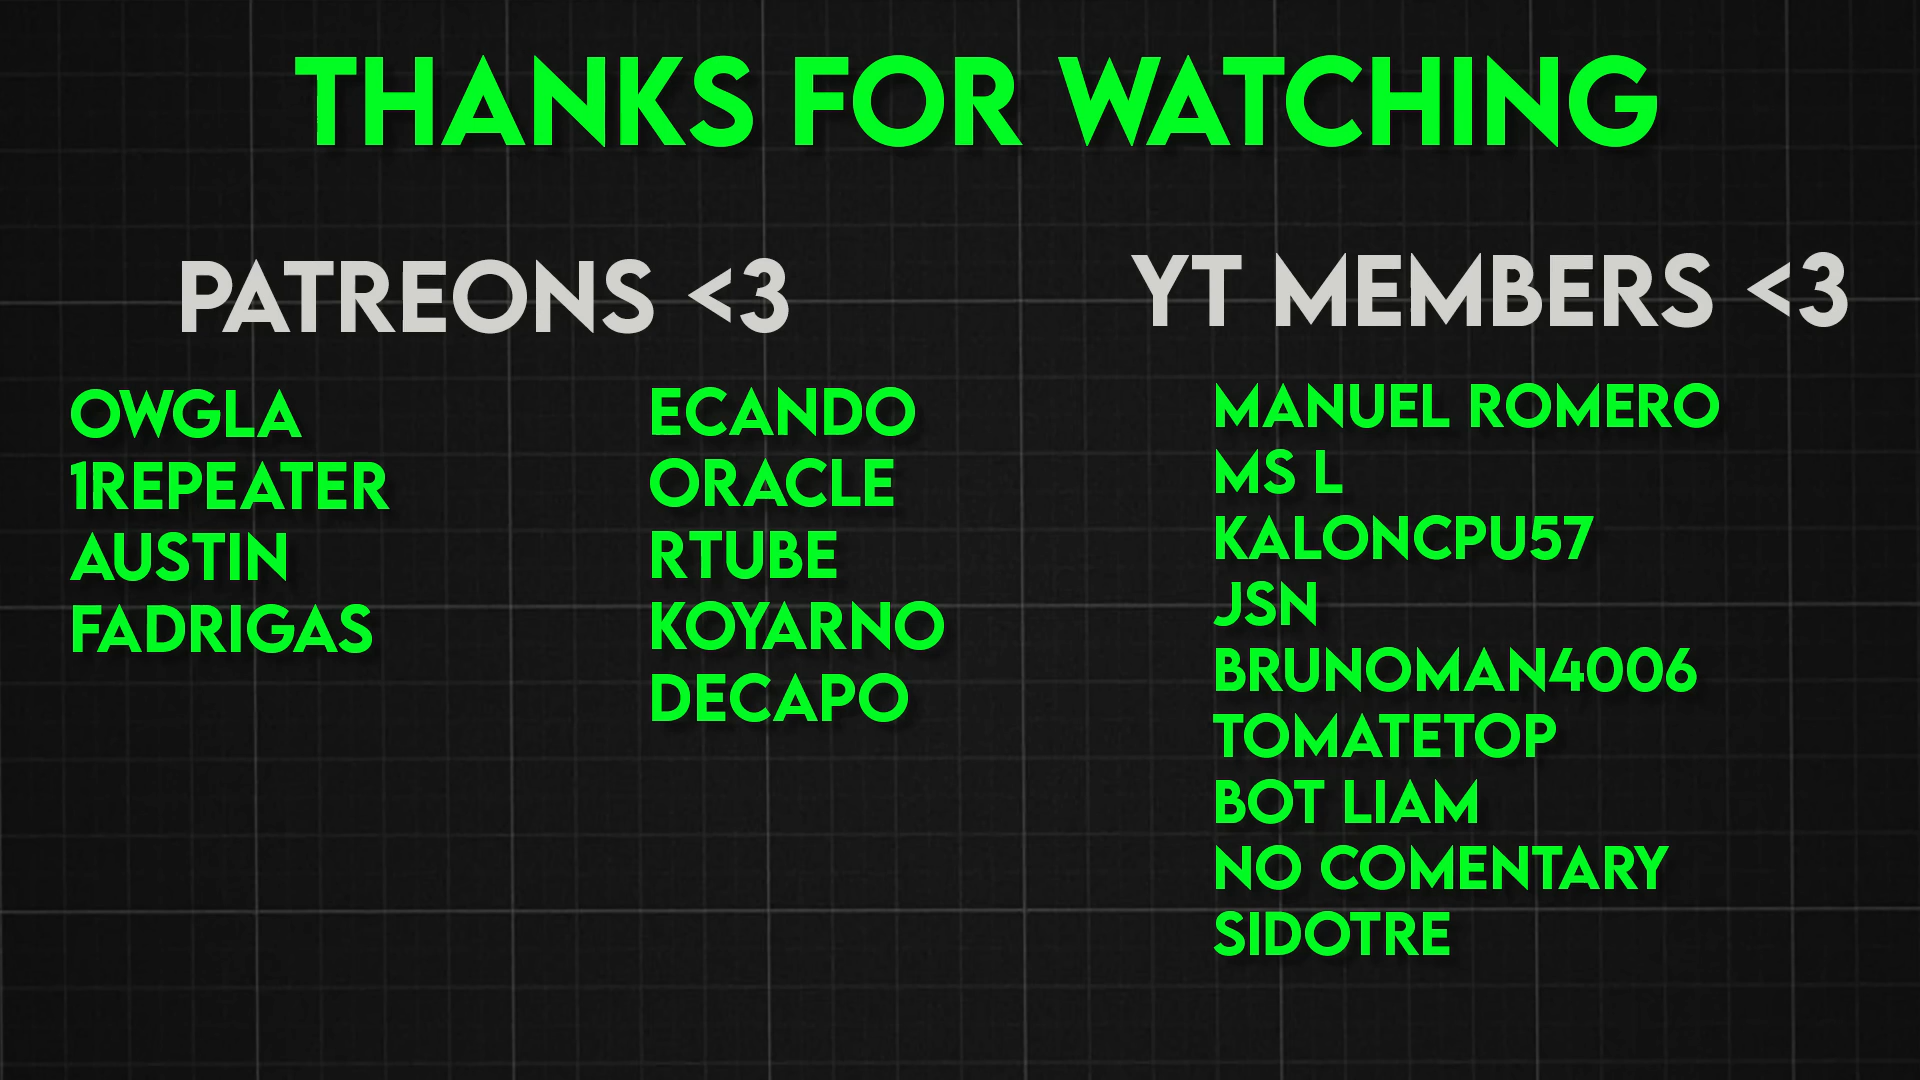 THANKS FOR WATCHING
PATREONS <3
OWGLA
1REPEATER
AUSTIN
FADRIGAS
ECANDO
ORACLE
RTUBE
KOYARNO
DECAPO
YT MEMBERS <3
MANUEL ROMERO
MS L
KALONCPU57
JSN
BRUNOMAN4006
TOMATETOP
BOT LIAM
NO COMENTARY
SIDOTRE